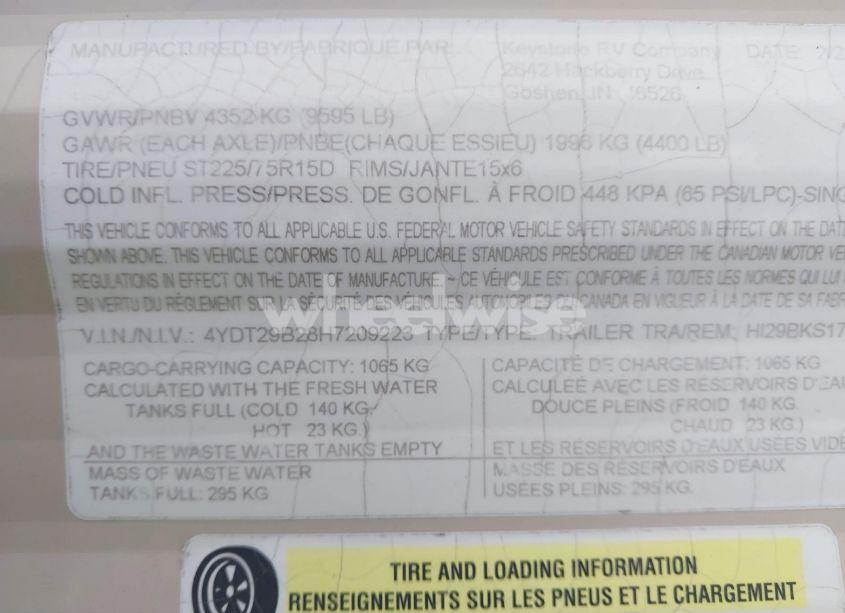 MANUFACTURED BY/FABRIQUE PAR: Keystone RV Company DATE: 2/2
2642 Hackberry Drive
Goshen, IN 46526
GVWR/PNBV 4352 KG (9595 LB)
GAWR (EACH AXLE)/PNBE(CHAQUE ESSIEU) 1996 KG (4400 LB)
TIRE/PNEU ST225/75R15D RIMS/JANTE15x6
COLD INFL. PRESS/PRESS. DE GONFL. À FROID 448 KPA (65 PSI/LPC)-SING
THIS VEHICLE CONFORMS TO ALL APPLICABLE U.S. FEDERAL MOTOR VEHICLE SAFETY STANDARDS IN EFFECT ON THE DATE
SHOWN ABOVE. THIS VEHICLE CONFORMS TO ALL APPLICABLE STANDARDS PRESCRIBED UNDER THE CANADIAN MOTOR VE
REGULATIONS IN EFFECT ON THE DATE OF MANUFACTURE. ~ CE VÉHICULE EST CONFORME À TOUTES LES NORMES QUI LUI
EN VERTU DU RÈGLEMENT SUR LA SÉCURITÉ DES VÉHICULES AUTOMOBILES DU CANADA EN VIGUEUR À LA DATE DE SA FABR
wheelwise
V.I.N./N.I.V.: 4YDT29B28H7209223 TYPE/TYPE: TRAILER TRA/REM, HI29BKS17
CARGO-CARRYING CAPACITY: 1065 KG
CALCULATED WITH THE FRESH WATER
TANKS FULL (COLD 140 KG.
HOT 23 KG.)
AND THE WASTE WATER TANKS EMPTY
MASS OF WASTE WATER
TANKS FULL: 295 KG
CAPACITÉ DE CHARGEMENT: 1065 KG
CALCULÉE AVEC LES RÉSERVOIRS D'EAU
DOUCE PLEINS (FROID 140 KG.
CHAUD 23 KG.)
ET LES RÉSERVOIRS D'EAUX USÉES VIDE
MASSE DES RÉSERVOIRS D'EAUX
USÉES PLEINS: 295 KG.
TIRE AND LOADING INFORMATION
RENSEIGNEMENTS SUR LES PNEUS ET LE CHARGEMENT